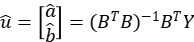 û = [â b̂] = (BᵀB)⁻¹BᵀY